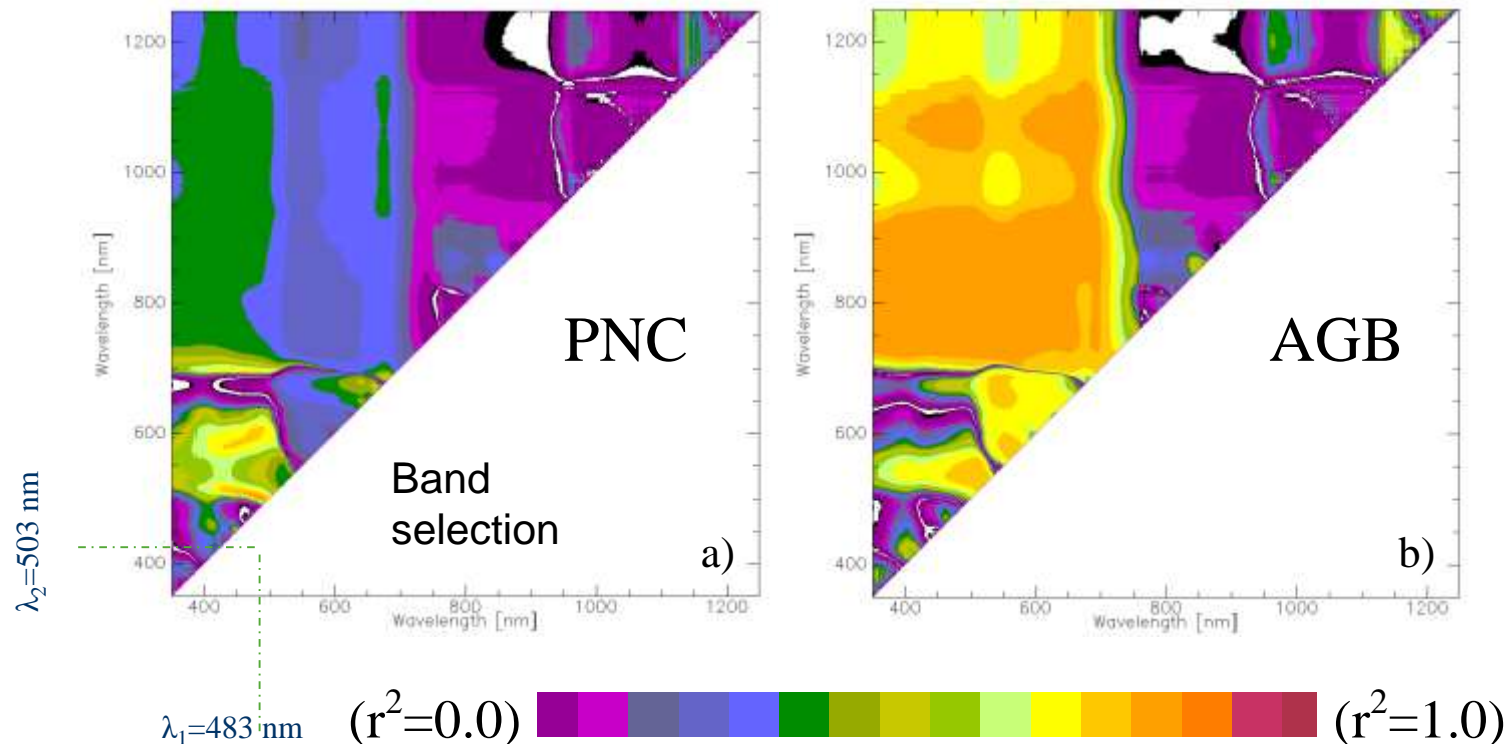 1200
1000
800
600
400
Wavelength [nm]
400 600 800 1000 1200
Wavelength [nm]
PNC
Band
selection
a)
1200
1000
800
600
400
Wavelength [nm]
400 600 800 1000 1200
Wavelength [nm]
AGB
b)
λ₂=503 nm
λ₁=483 nm
(r²=0.0)
(r²=1.0)